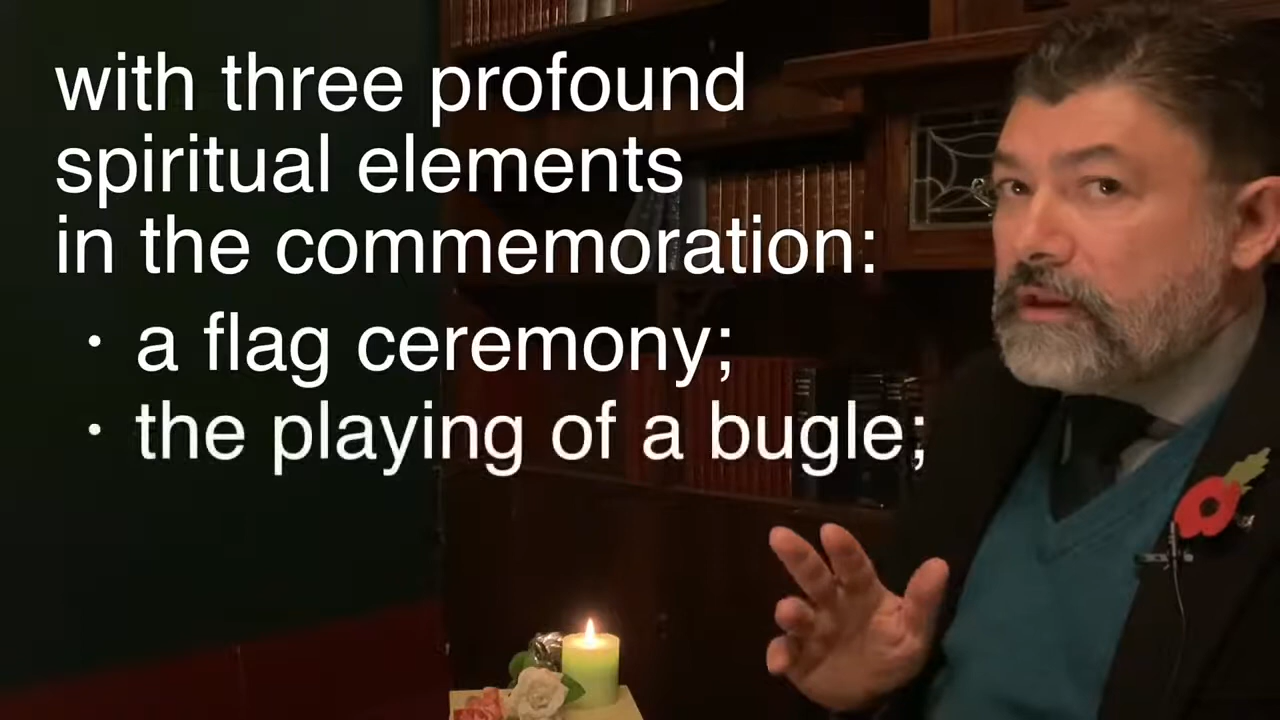 with three profound
spiritual elements
in the commemoration:
· a flag ceremony;
· the playing of a bugle;